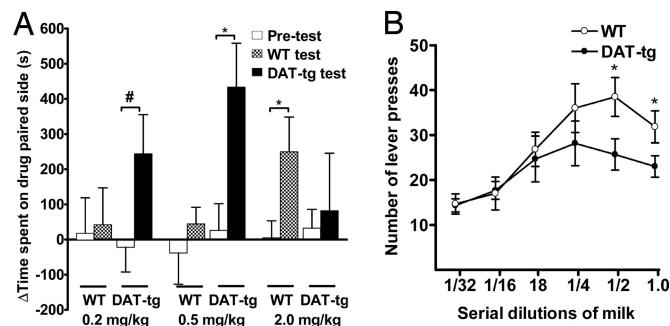 A
600
500
400
300
200
100
0
-100
-200
ΔTime spent on drug paired side (s)
Pre-test
WT test
DAT-tg test
#
*
*
WT DAT-tg WT DAT-tg WT DAT-tg
0.2 mg/kg 0.5 mg/kg 2.0 mg/kg
B
WT
DAT-tg
50
40
30
20
10
Number of lever presses
*
*
1/32 1/16 18 1/4 1/2 1.0
Serial dilutions of milk